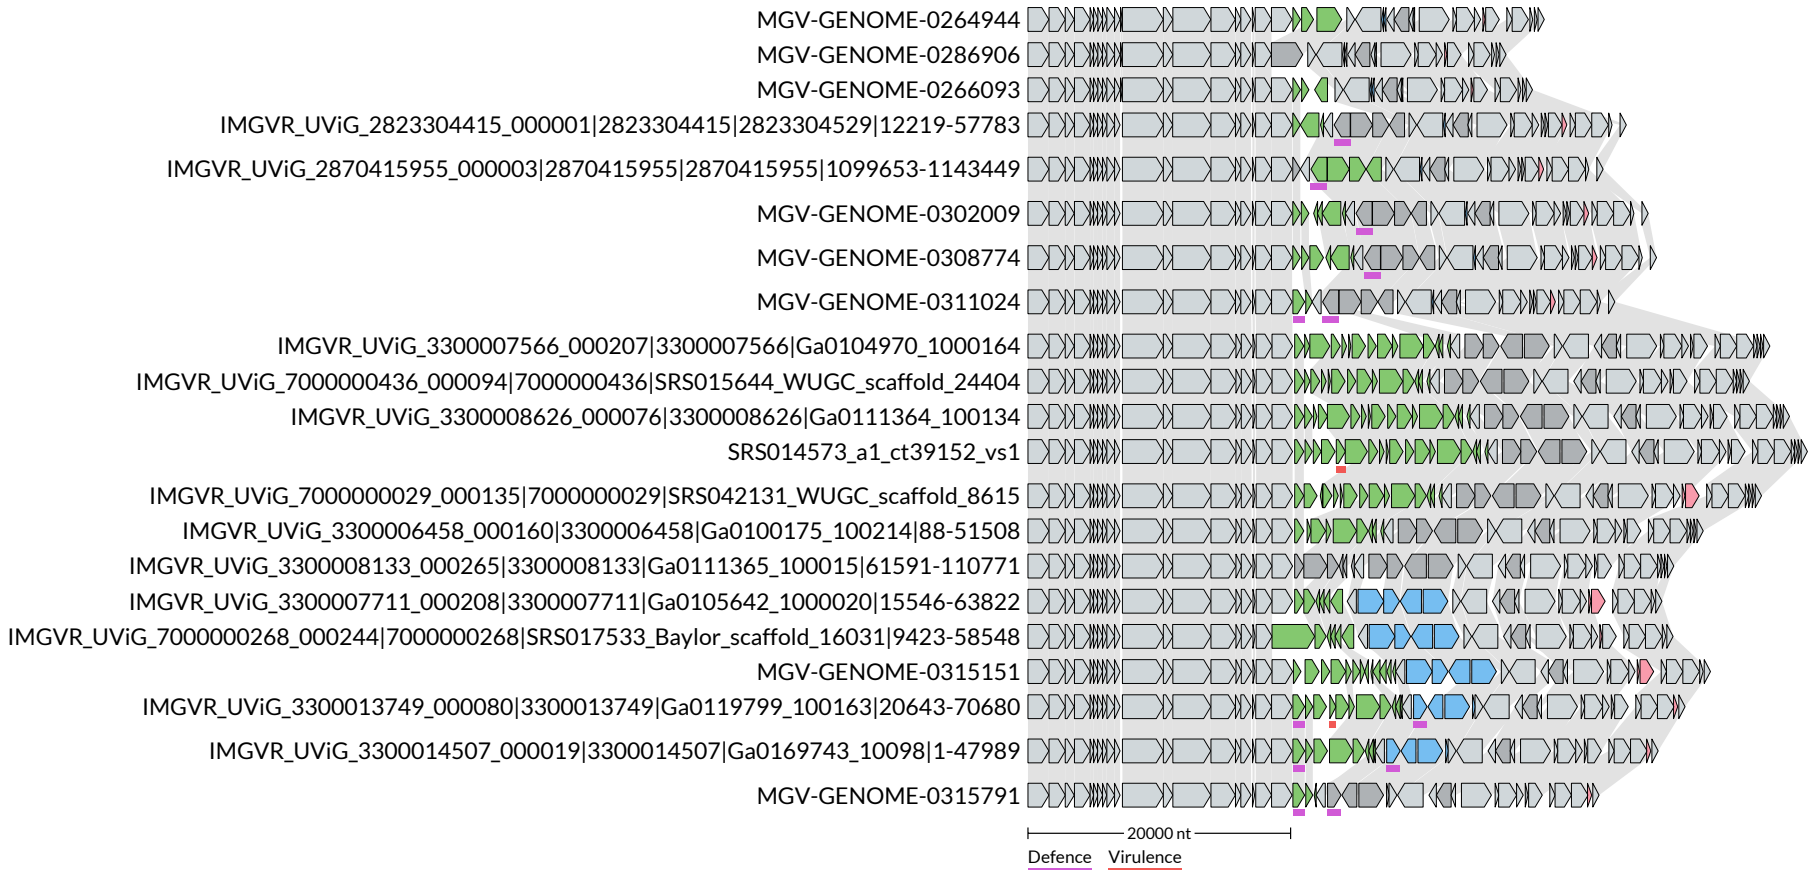 MGV-GENOME-0264944
MGV-GENOME-0286906
MGV-GENOME-0266093
IMGVR_UViG_2823304415_000001|2823304415|2823304529|12219-57783
IMGVR_UViG_2870415955_000003|2870415955|2870415955|1099653-1143449
MGV-GENOME-0302009
MGV-GENOME-0308774
MGV-GENOME-0311024
IMGVR_UViG_3300007566_000207|3300007566|Ga0104970_1000164
IMGVR_UViG_7000000436_000094|7000000436|SRS015644_WUGC_scaffold_24404
IMGVR_UViG_3300008626_000076|3300008626|Ga0111364_100134
SRS014573_a1_ct39152_vs1
IMGVR_UViG_7000000029_000135|7000000029|SRS042131_WUGC_scaffold_8615
IMGVR_UViG_3300006458_000160|3300006458|Ga0100175_100214|88-51508
IMGVR_UViG_3300008133_000265|3300008133|Ga0111365_100015|61591-110771
IMGVR_UViG_3300007711_000208|3300007711|Ga0105642_1000020|15546-63822
IMGVR_UViG_7000000268_000244|7000000268|SRS017533_Baylor_scaffold_16031|9423-58548
MGV-GENOME-0315151
IMGVR_UViG_3300013749_000080|3300013749|Ga0119799_100163|20643-70680
IMGVR_UViG_3300014507_000019|3300014507|Ga0169743_10098|1-47989
MGV-GENOME-0315791
20000 nt
Defence Virulence